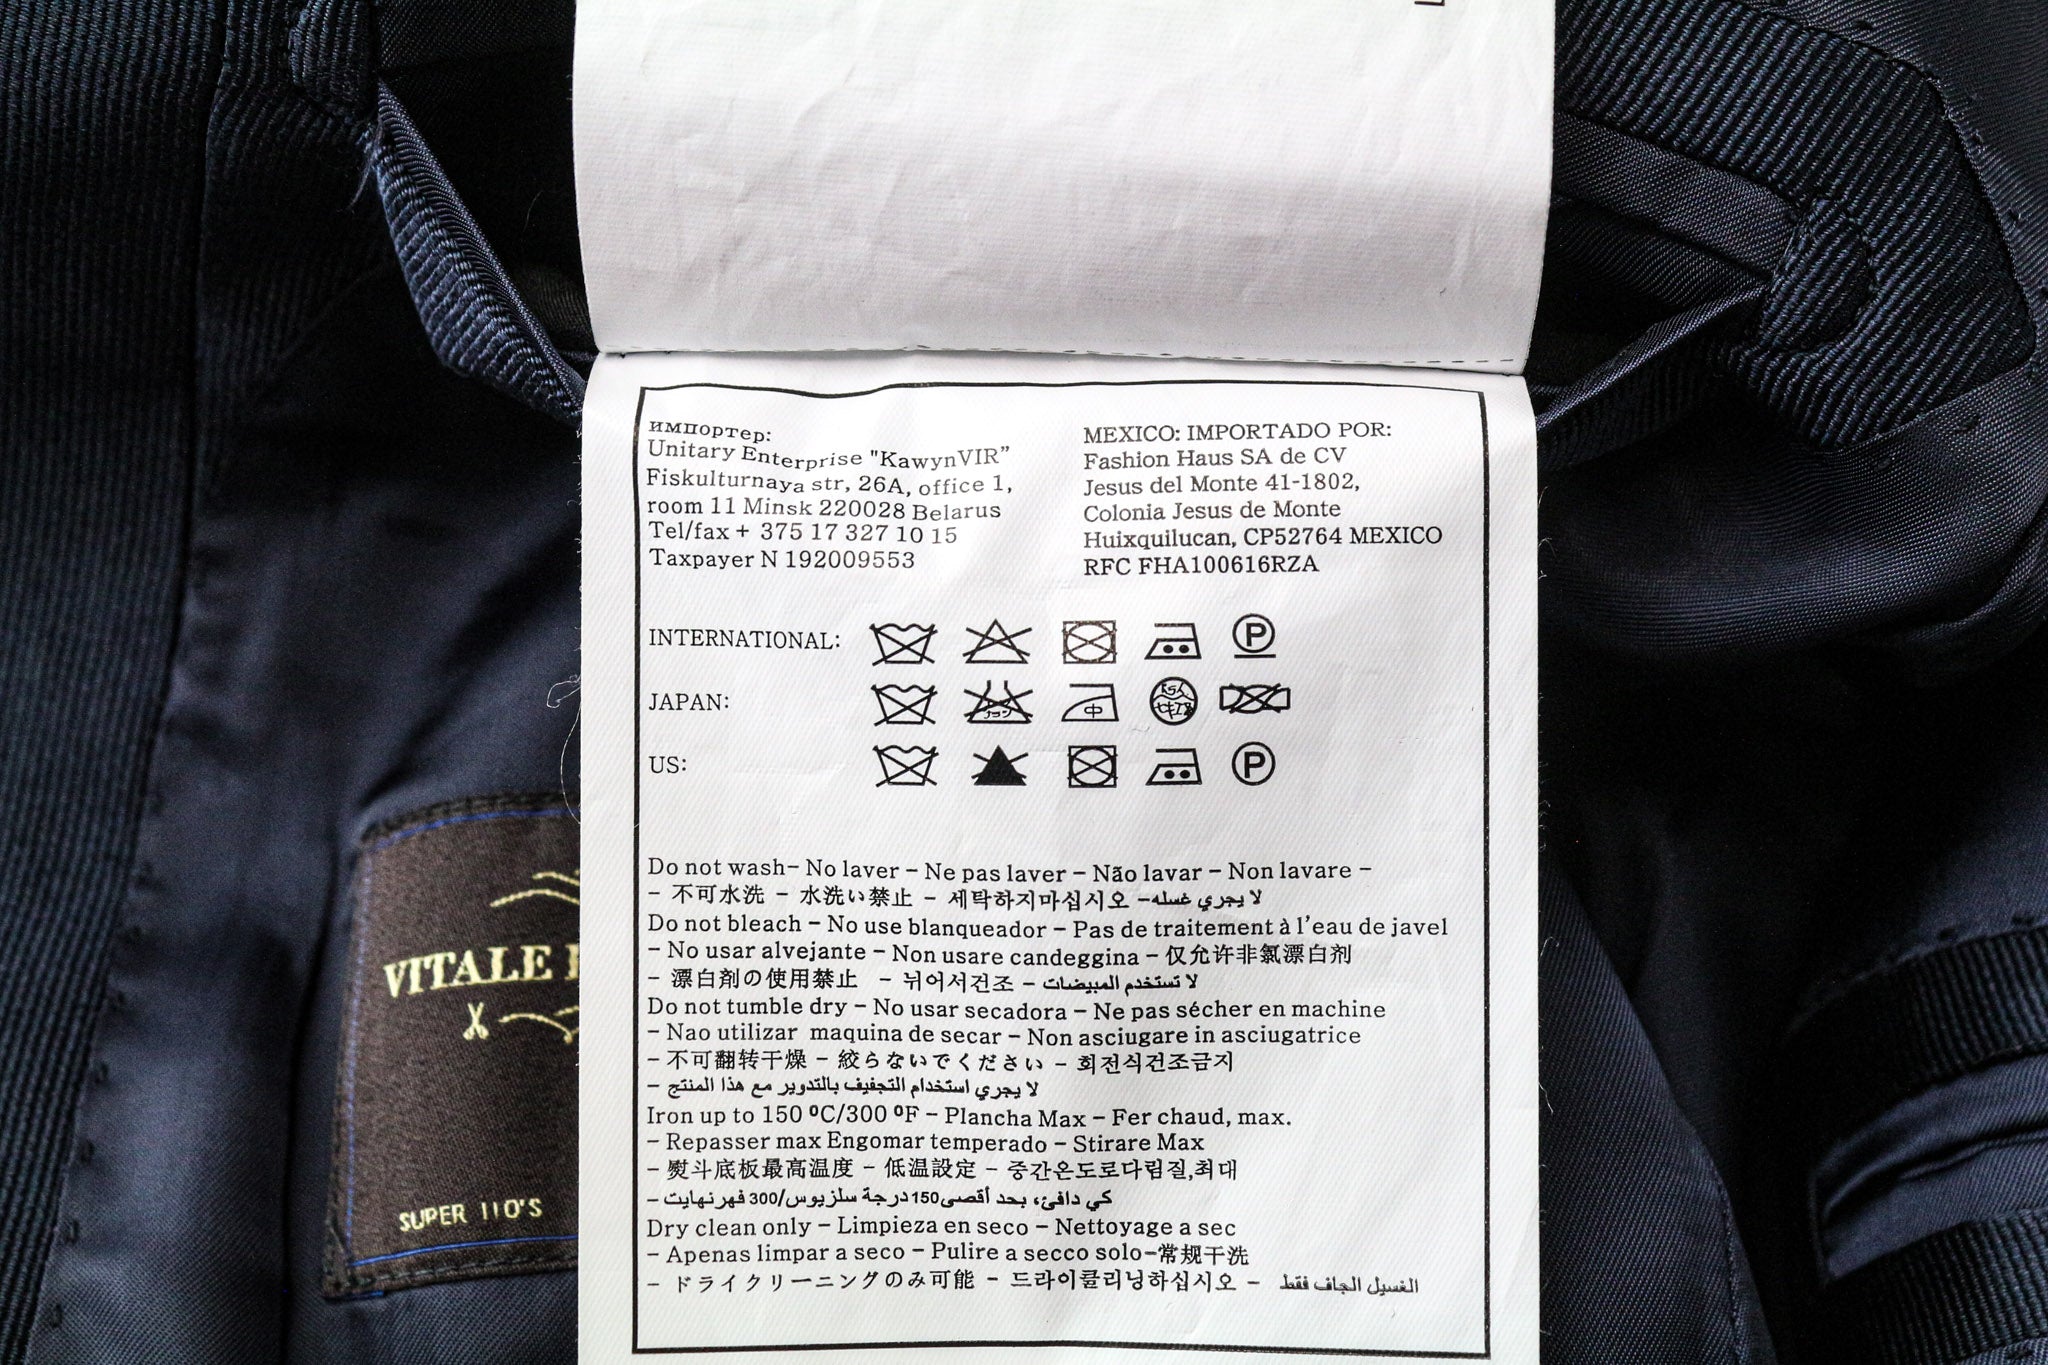 импортер:
Unitary Enterprise "KawynVIR”
Fiskulturnaya str, 26A, office 1,
room 11 Minsk 220028 Belarus
Tel/fax + 375 17 327 10 15
Taxpayer N 192009553
MEXICO: IMPORTADO POR:
Fashion Haus SA de CV
Jesus del Monte 41-1802,
Colonia Jesus de Monte
Huixquilucan, CP52764 MEXICO
RFC FHA100616RZA
INTERNATIONAL:
P
JAPAN:
中
US:
P
Do not wash– No laver – Ne pas laver – Não lavar – Non lavare –
– 不可水洗 – 水洗い禁止 – 세탁하지마십시오 –لا يجري غسله
Do not bleach – No use blanqueador – Pas de traitement à l’eau de javel
– No usar alvejante – Non usare candeggina – 仅允许非氯漂白剂
– 漂白剤の使用禁止 – 뉘어서건조 – لا تستخدم المبيضات
Do not tumble dry – No usar secadora – Ne pas sécher en machine
– Nao utilizar maquina de secar – Non asciugare in asciugatrice
– 不可翻转干燥 – 絞らないでください – 회전식건조금지
– لا يجري استخدام التجفيف بالتدوير مع هذا المنتج
Iron up to 150 ºC/300 ºF – Plancha Max – Fer chaud, max.
– Repasser max Engomar temperado – Stirare Max
– 熨斗底板最高温度 – 低温設定 – 중간온도로다림질,최대
– كي دافئ، بحد أقصى150درجة سلزيوس/300 فهرنهايت
Dry clean only – Limpieza en seco – Nettoyage a sec
– Apenas limpar a seco – Pulire a secco solo–常规干洗
– ドライクリーニングのみ可能 – 드라이클리닝하십시오 – الغسيل الجاف فقط
VITALE
SUPER 110'S